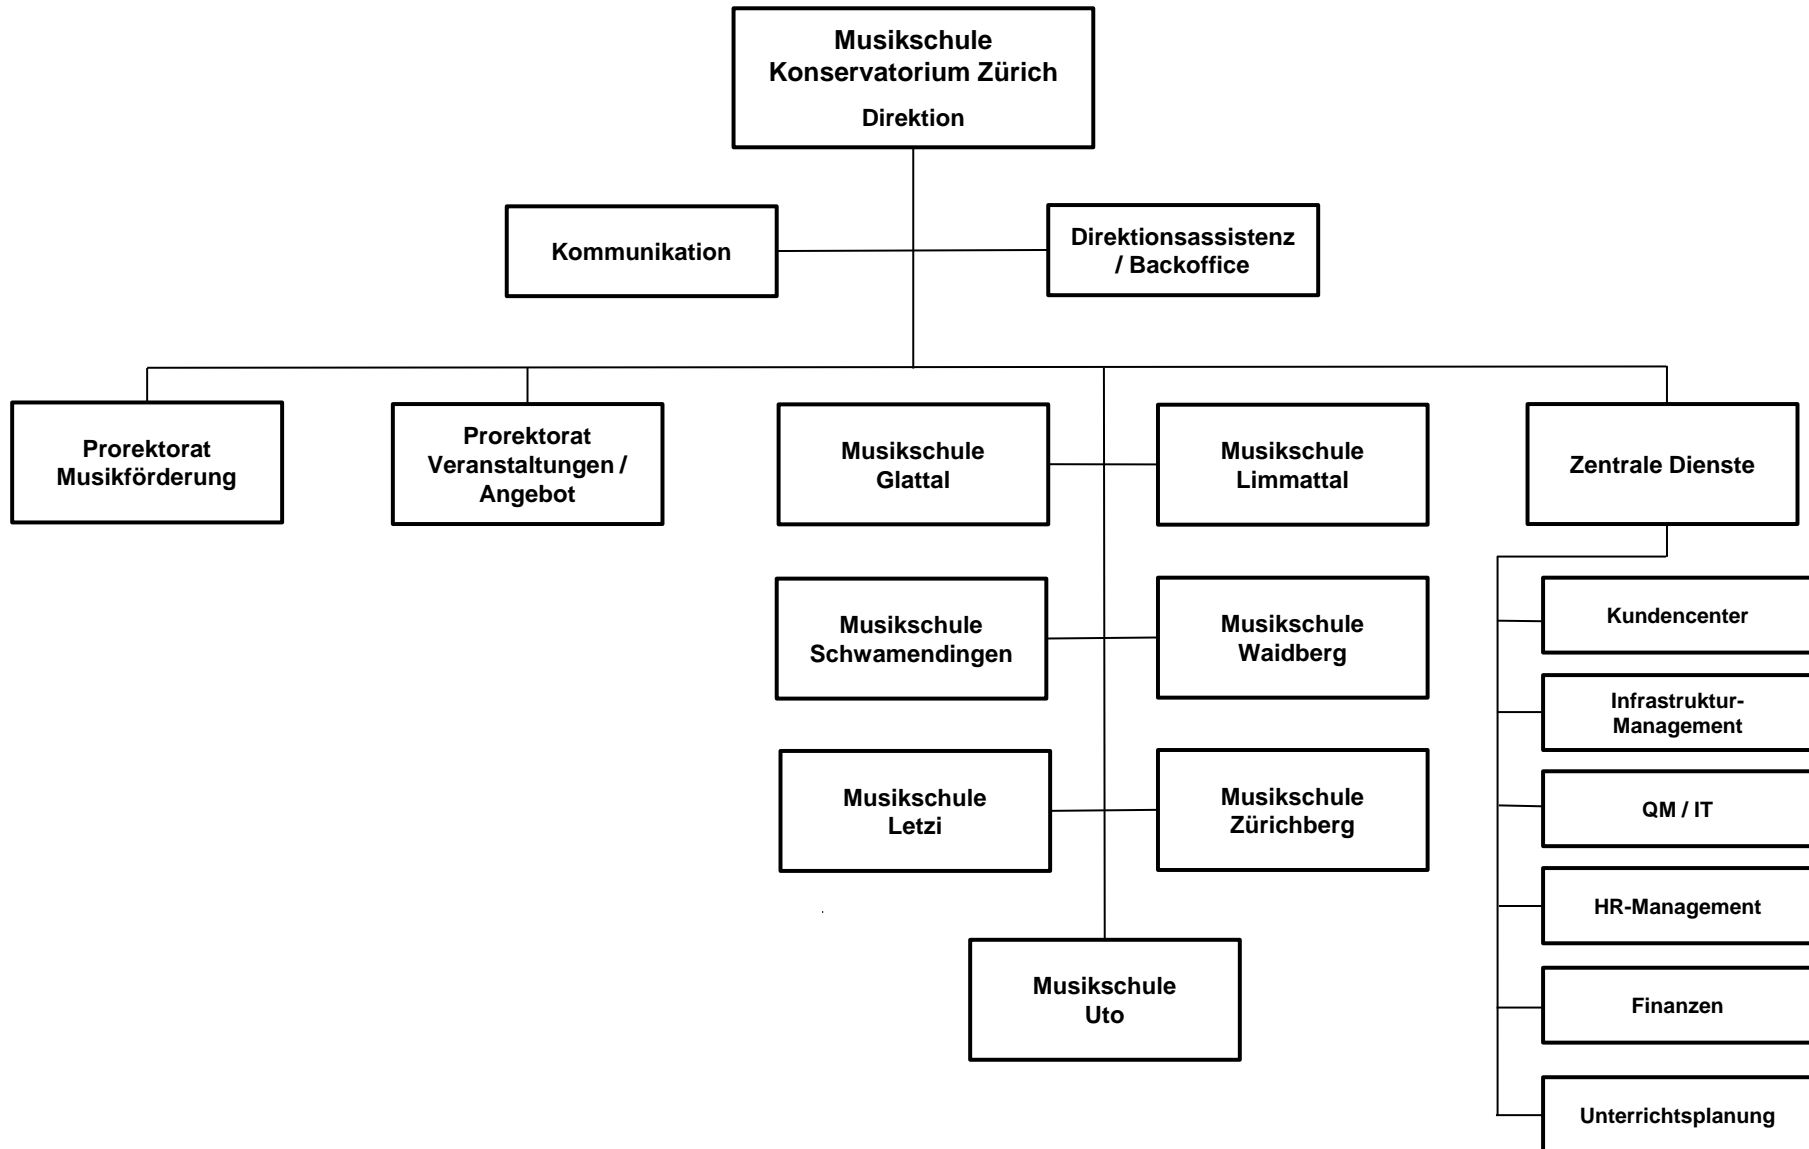 Musikschule
Konservatorium Zürich
Direktion
Kommunikation
Direktionsassistenz
/ Backoffice
Prorektorat
Musikförderung
Prorektorat
Veranstaltungen /
Angebot
Musikschule
Glattal
Musikschule
Limmattal
Zentrale Dienste
Musikschule
Schwamendingen
Musikschule
Waidberg
Musikschule
Letzi
Musikschule
Zürichberg
Musikschule
Uto
Kundencenter
Infrastruktur-
Management
QM / IT
HR-Management
Finanzen
Unterrichtsplanung